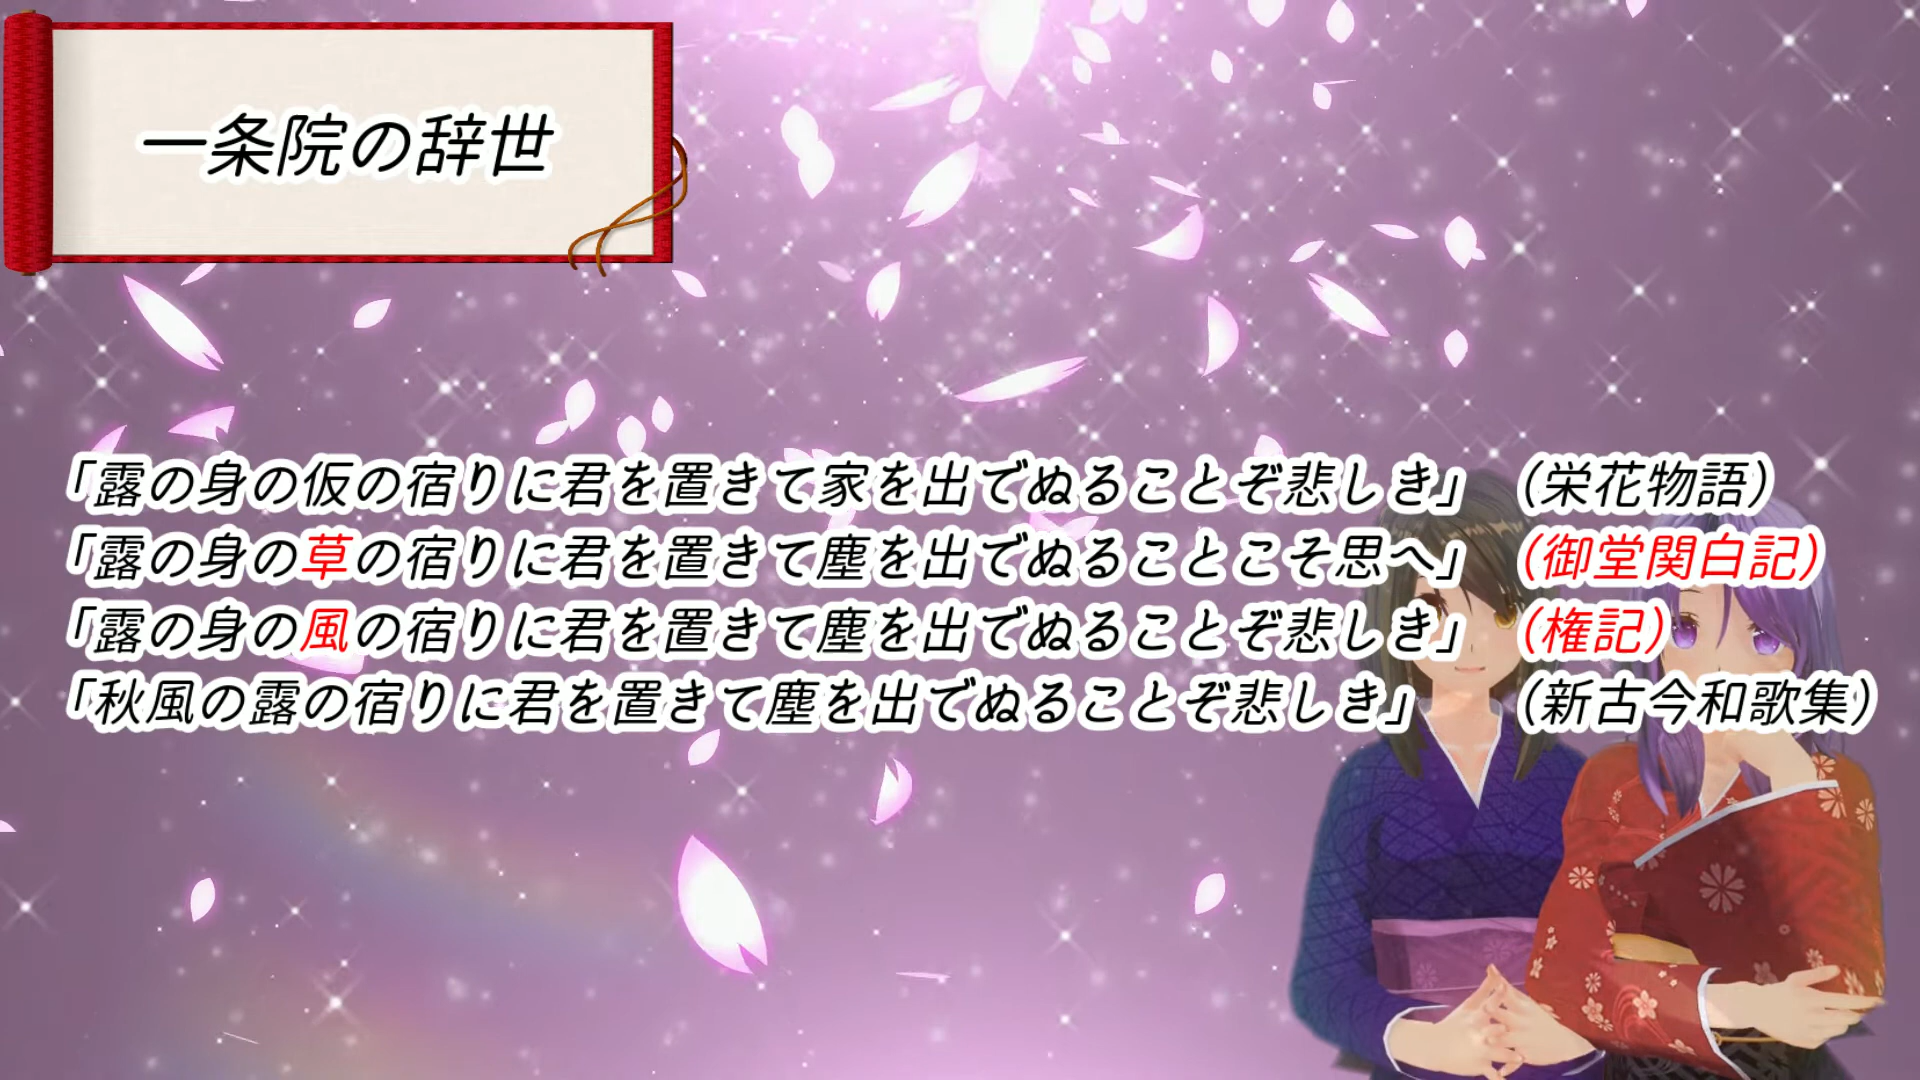 一条院の辞世
「露の身の仮の宿りに君を置きて家を出でぬることぞ悲しき」（栄花物語）
「露の身の草の宿りに君を置きて塵を出でぬることこそ思へ」（御堂関白記）
「露の身の風の宿りに君を置きて塵を出でぬることぞ悲しき」（権記）
「秋風の露の宿りに君を置きて塵を出でぬることぞ悲しき」（新古今和歌集）